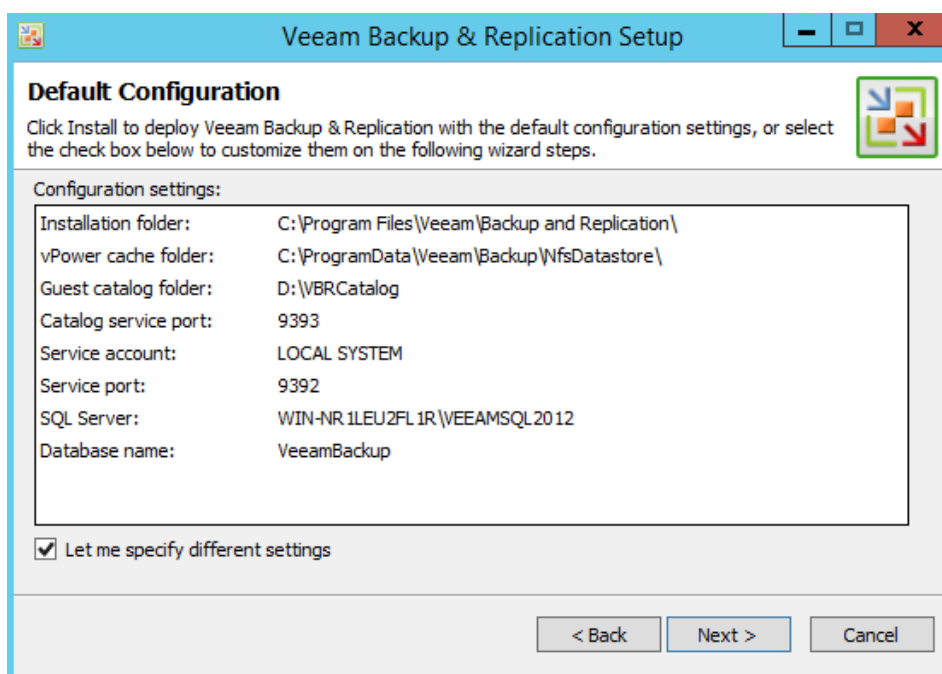 Veeam Backup & Replication Setup
Default Configuration
Click Install to deploy Veeam Backup & Replication with the default configuration settings, or select
the check box below to customize them on the following wizard steps.
Configuration settings:
Installation folder: C:\Program Files\Veeam\Backup and Replication\
vPower cache folder: C:\ProgramData\Veeam\Backup\NfsDatastore\
Guest catalog folder: D:\VBRCatalog
Catalog service port: 9393
Service account: LOCAL SYSTEM
Service port: 9392
SQL Server: WIN-NR1LEU2FL1R\VEEAMSQL2012
Database name: VeeamBackup
Let me specify different settings
< Back Next > Cancel